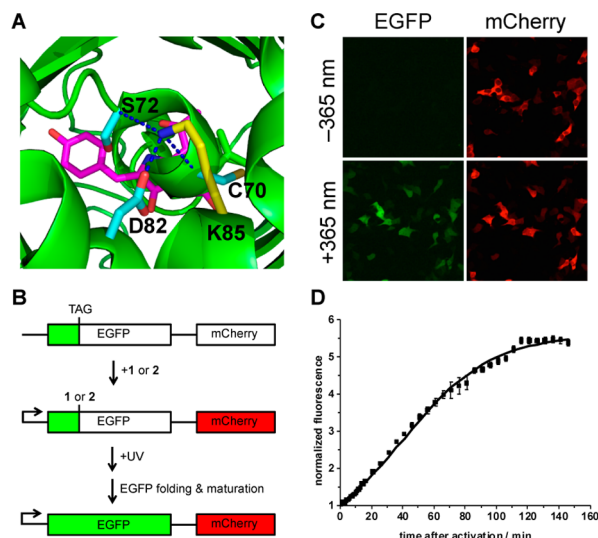 A
S72
C70
D82
K85
B
TAG
EGFP
mCherry
+1 or 2
1 or 2
EGFP
mCherry
+UV
EGFP folding & maturation
EGFP
mCherry
C
EGFP
mCherry
–365 nm
+365 nm
D
normalized fluorescence
6
5
4
3
2
1
0
20
40
60
80
100
120
140
160
time after activation / min